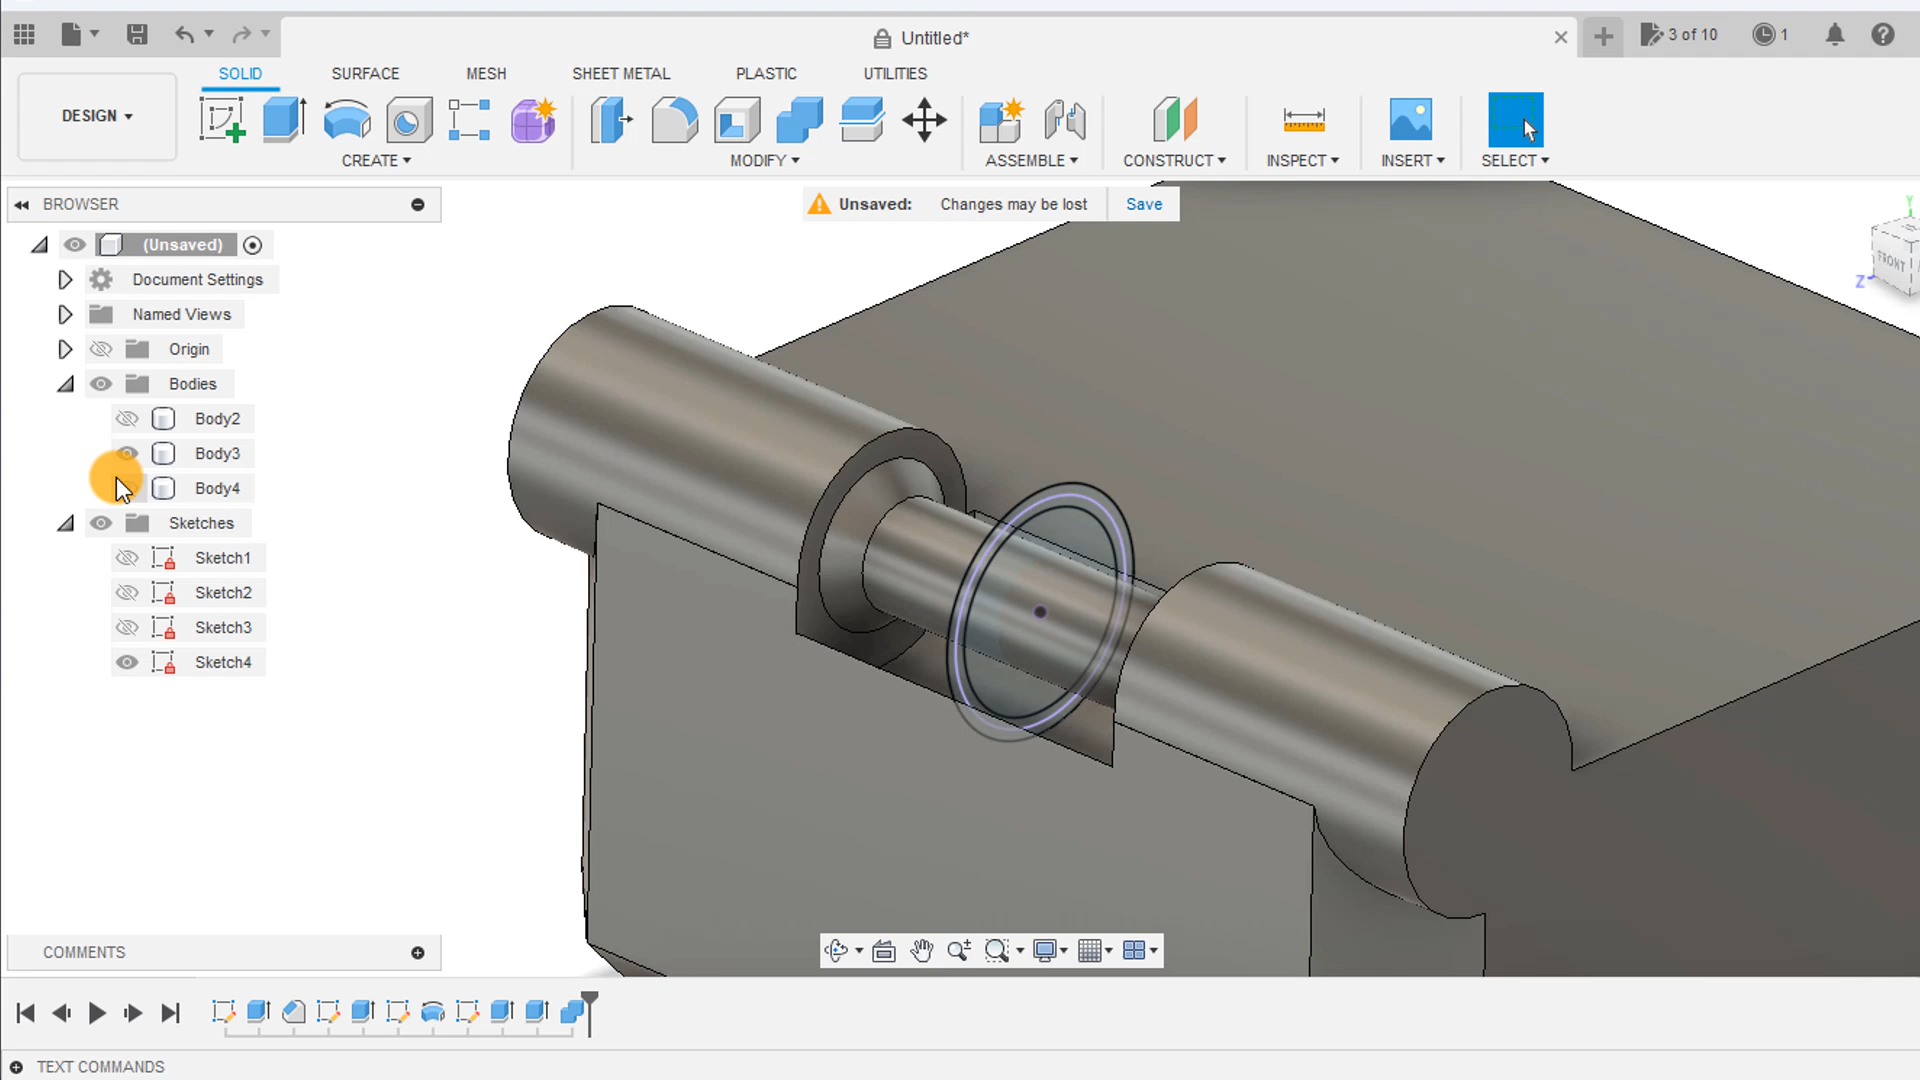 Untitled*
3 of 10
1
DESIGN
SOLID
SURFACE
MESH
SHEET METAL
PLASTIC
UTILITIES
CREATE
MODIFY
ASSEMBLE
CONSTRUCT
INSPECT
INSERT
SELECT
BROWSER
Unsaved: Changes may be lost Save
(Unsaved)
Document Settings
Named Views
Origin
Bodies
Body2
Body3
Body4
Sketches
Sketch1
Sketch2
Sketch3
Sketch4
Y
FRONT
Z
COMMENTS
TEXT COMMANDS